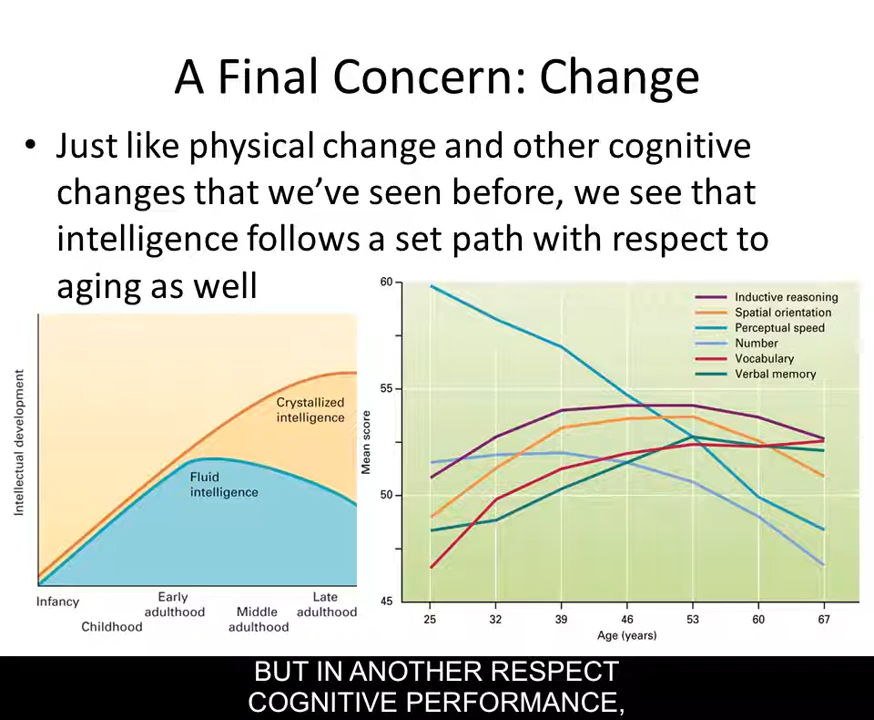 A Final Concern: Change
• Just like physical change and other cognitive
changes that we’ve seen before, we see that
intelligence follows a set path with respect to
aging as well
Intellectual development
Crystallized
intelligence
Fluid
intelligence
Infancy
Childhood
Early
adulthood
Middle
adulthood
Late
adulthood
Mean score
60
55
50
45
Inductive reasoning
Spatial orientation
Perceptual speed
Number
Vocabulary
Verbal memory
25 32 39 46 53 60 67
Age (years)
BUT IN ANOTHER RESPECT
COGNITIVE PERFORMANCE,